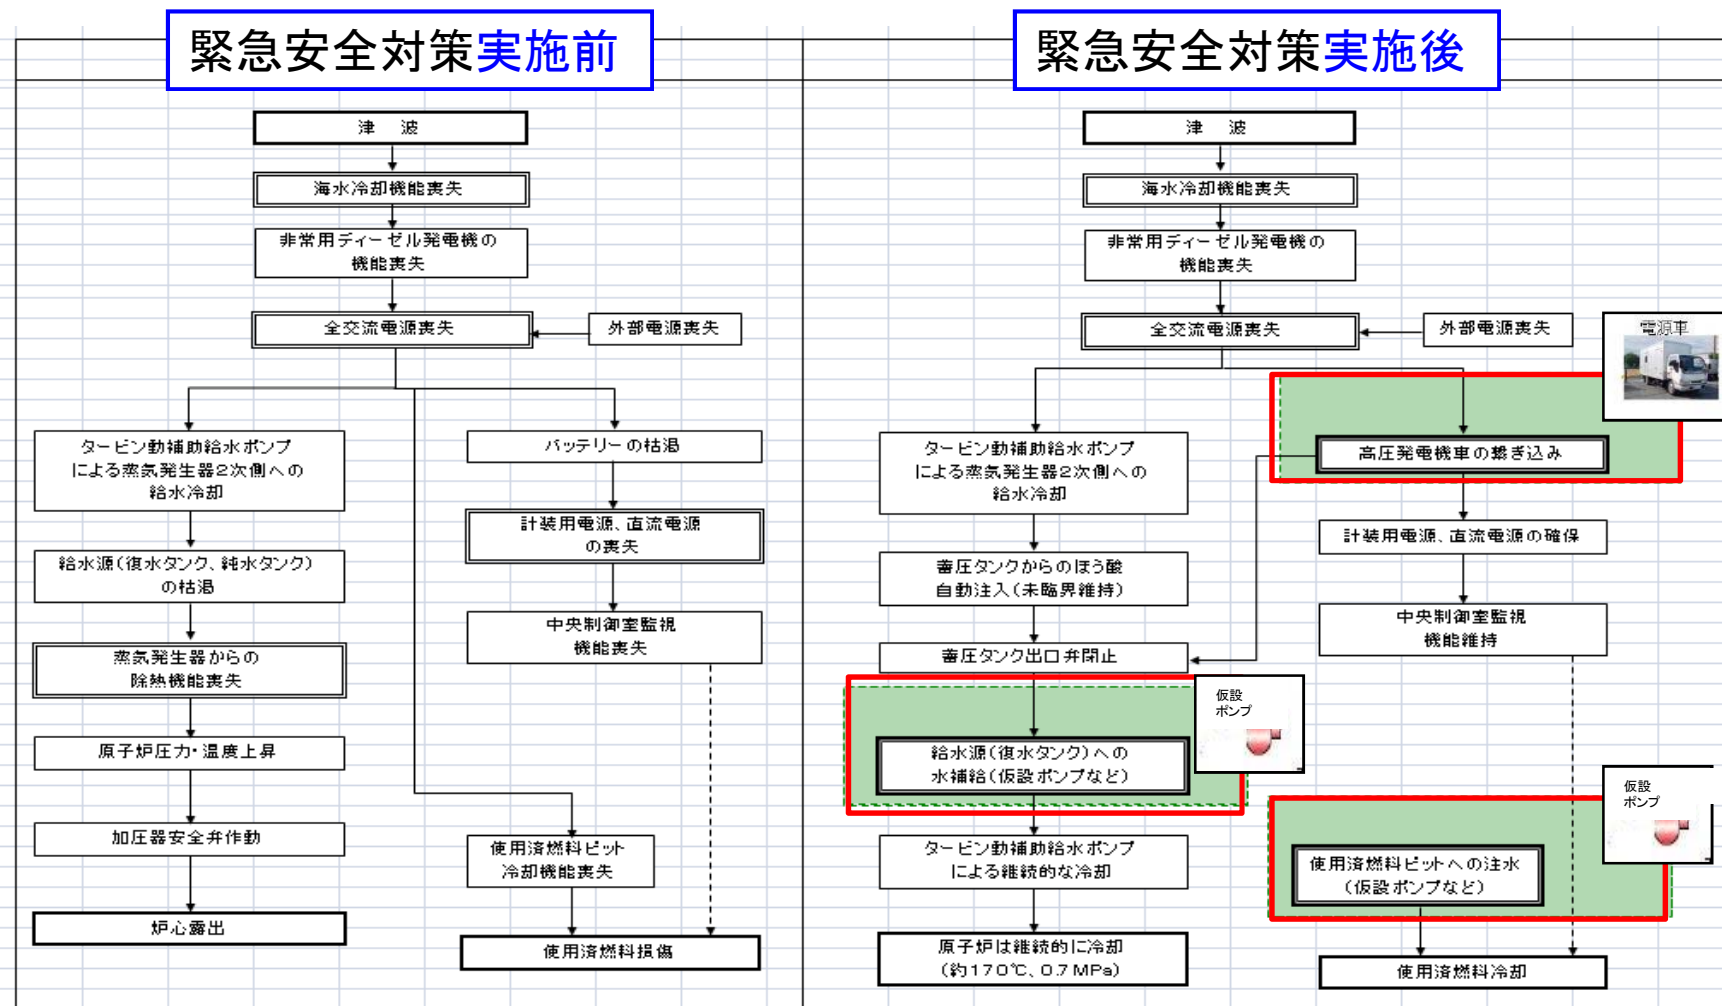 緊急安全対策実施前
津　波
海水冷却機能喪失
非常用ディーゼル発電機の
機能喪失
全交流電源喪失
外部電源喪失
タービン動補助給水ポンプ
による蒸気発生器2次側への
給水冷却
給水源(復水タンク、純水タンク)
の枯渇
蒸気発生器からの
除熱機能喪失
原子炉圧力・温度上昇
加圧器安全弁作動
炉心露出
バッテリーの枯渇
計装用電源、直流電源
の喪失
中央制御室監視
機能喪失
使用済燃料ピット
冷却機能喪失
使用済燃料損傷
緊急安全対策実施後
津　波
海水冷却機能喪失
非常用ディーゼル発電機の
機能喪失
全交流電源喪失
外部電源喪失
電源車
タービン動補助給水ポンプ
による蒸気発生器2次側への
給水冷却
蓄圧タンクからのほう酸
自動注入(未臨界維持)
蓄圧タンク出口弁閉止
仮設
ポンプ
給水源(復水タンク)への
水補給(仮設ポンプなど)
タービン動補助給水ポンプ
による継続的な冷却
原子炉は継続的に冷却
(約170℃、0.7MPa)
高圧発電機車の繋ぎ込み
計装用電源、直流電源の確保
中央制御室監視
機能維持
仮設
ポンプ
使用済燃料ピットへの注水
(仮設ポンプなど)
使用済燃料冷却